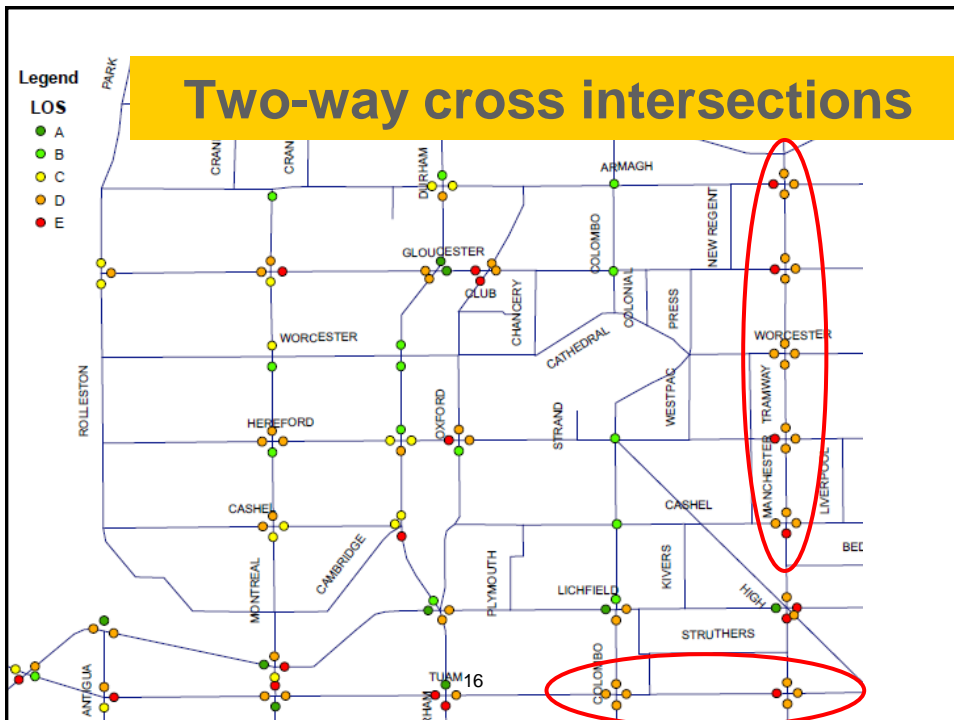 Two-way cross intersections
Legend
LOS
A
B
C
D
E
PARK
CRAN
CRAN
DURHAM
ARMAGH
NEW REGENT
COLOMBO
GLOUCESTER
CLUB
CHANCERY
COLONIAL
PRESS
WORCESTER
CATHEDRAL
WORCESTER
ROLLESTON
HEREFORD
OXFORD
STRAND
WESTPAC
TRAMWAY
MANCHESTER
LIVERPOOL
CASHEL
CASHEL
CAMBRIDGE
MONTREAL
PLYMOUTH
LICHFIELD
KIVERS
HIGH
BED
STRUTHERS
ANTIGUA
TUAM
16
RHAM
COLOMBO